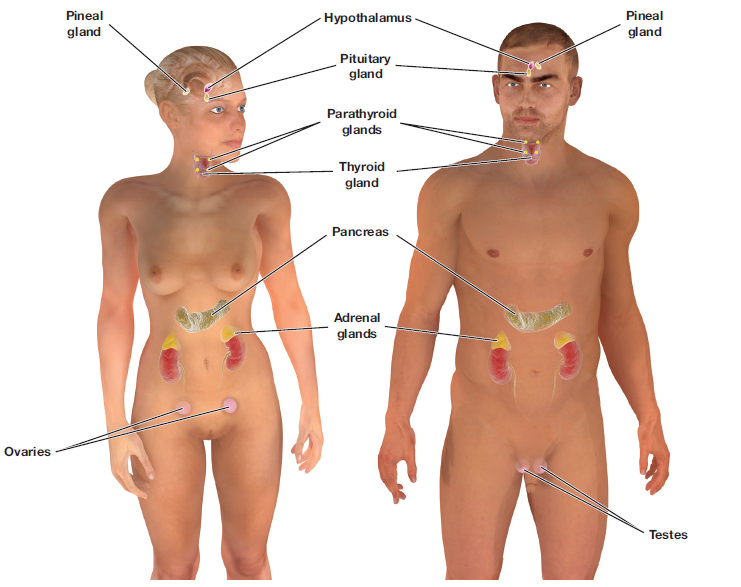 Pineal
gland
Hypothalamus
Pineal
gland
Pituitary
gland
Parathyroid
glands
Thyroid
gland
Pancreas
Adrenal
glands
Ovaries
Testes